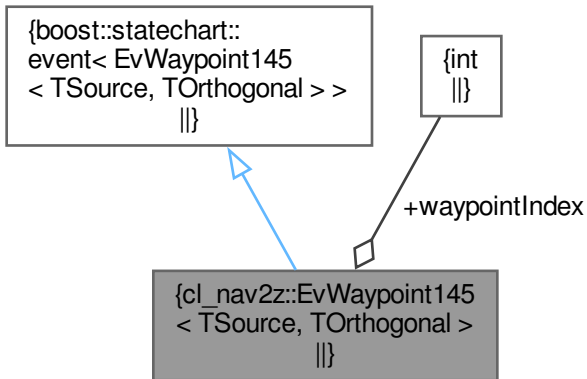 {boost::statechart::
event< EvWaypoint145
< TSource, TOrthogonal > >
||}
{int
||}
+waypointIndex
{cl_nav2z::EvWaypoint145
< TSource, TOrthogonal >
||}